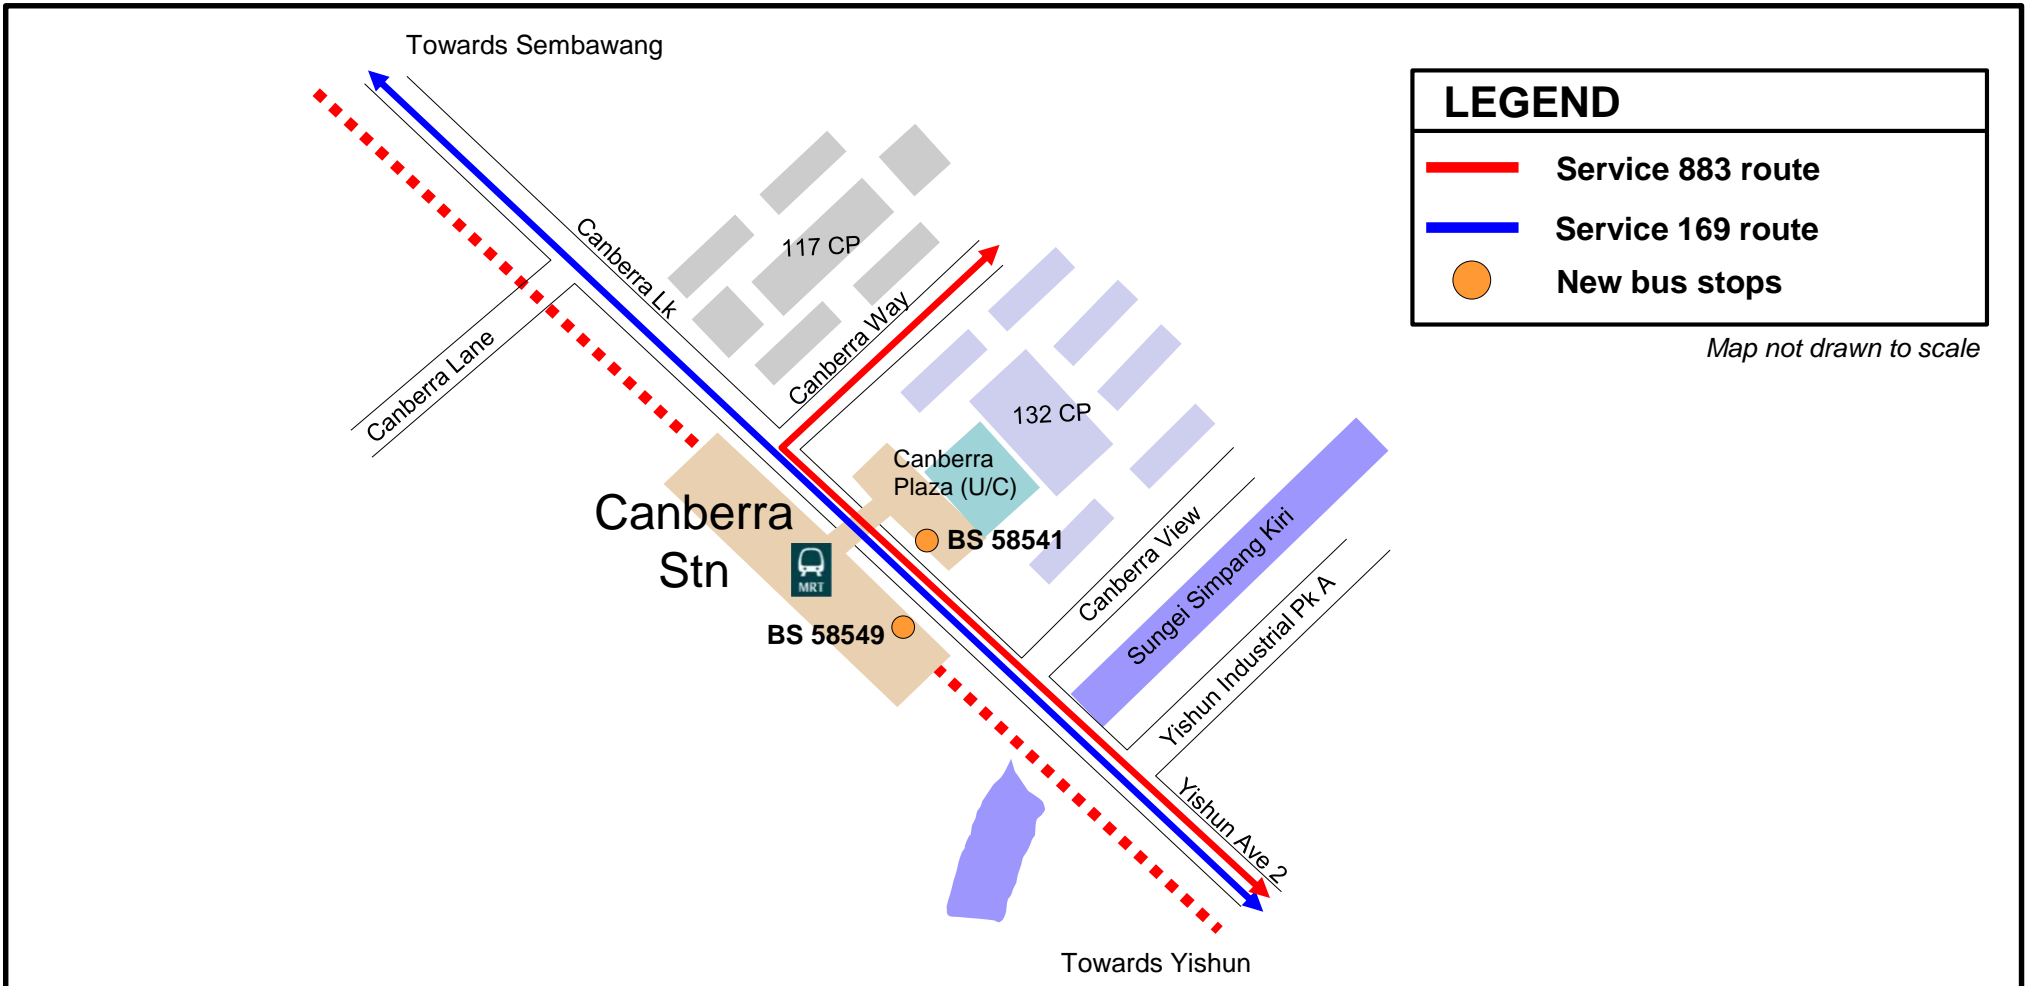 Towards Sembawang
LEGEND
Service 883 route
Service 169 route
New bus stops
Map not drawn to scale
117 CP
Canberra Lk
Canberra Way
Canberra Lane
132 CP
Canberra
Plaza (U/C)
Canberra
Stn
MRT
BS 58541
BS 58549
Canberra View
Sungei Simpang Kiri
Yishun Industrial Pk A
Yishun Ave 2
Towards Yishun